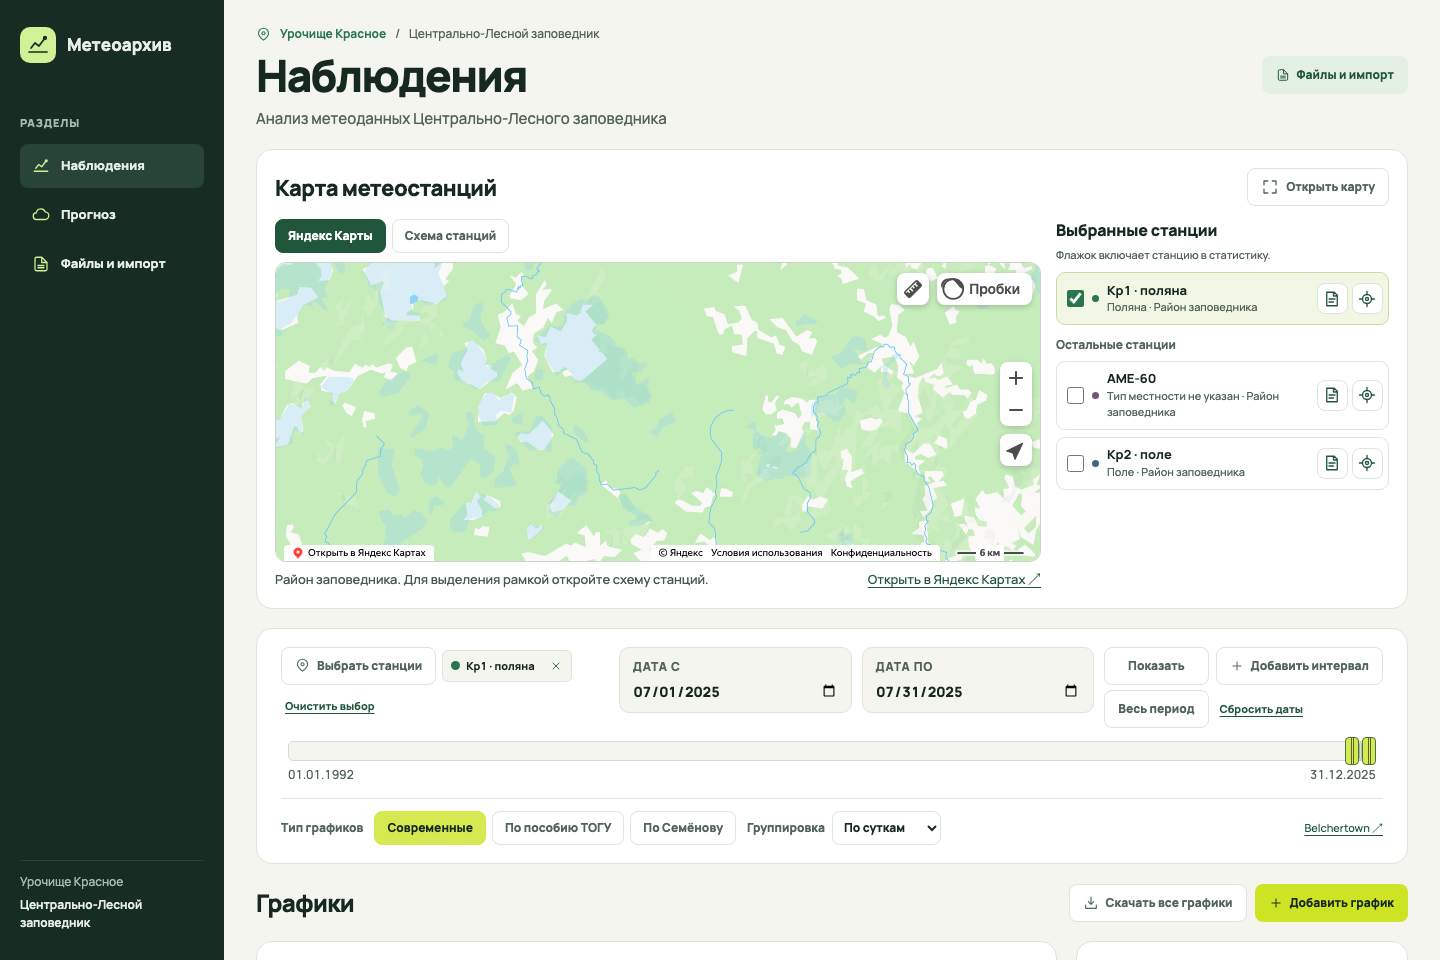 Метеоархив
РАЗДЕЛЫ
Наблюдения
Прогноз
Файлы и импорт
Урочище Красное
Центрально-Лесной
заповедник
Урочище Красное / Центрально-Лесной заповедник
Наблюдения
Анализ метеоданных Центрально-Лесного заповедника
Файлы и импорт
Карта метеостанций
Открыть карту
Яндекс Карты
Схема станций
Пробки
Открыть в Яндекс Картах
© Яндекс Условия использования Конфиденциальность
6 км
Район заповедника. Для выделения рамкой откройте схему станций.
Открыть в Яндекс Картах ↗
Выбранные станции
Флажок включает станцию в статистику.
Кр1 · поляна
Поляна · Район заповедника
Остальные станции
АМЕ-60
Тип местности не указан · Район
заповедника
Кр2 · поле
Поле · Район заповедника
Выбрать станции
Кр1 · поляна
Очистить выбор
ДАТА С
07/01/2025
ДАТА ПО
07/31/2025
Показать
Добавить интервал
Весь период
Сбросить даты
01.01.1992
31.12.2025
Тип графиков
Современные
По пособию ТОГУ
По Семёнову
Группировка
По суткам
Belchertown ↗
Графики
Скачать все графики
Добавить график